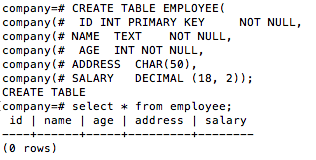 company=# CREATE TABLE EMPLOYEE(
company(#   ID INT PRIMARY KEY     NOT NULL,
company(# NAME  TEXT    NOT NULL,
company(#  AGE  INT NOT NULL,
company(# ADDRESS  CHAR(50),
company(# SALARY   DECIMAL (18, 2));
CREATE TABLE
company=# select * from employee;
 id | name | age | address | salary
----+------+-----+---------+--------
(0 rows)